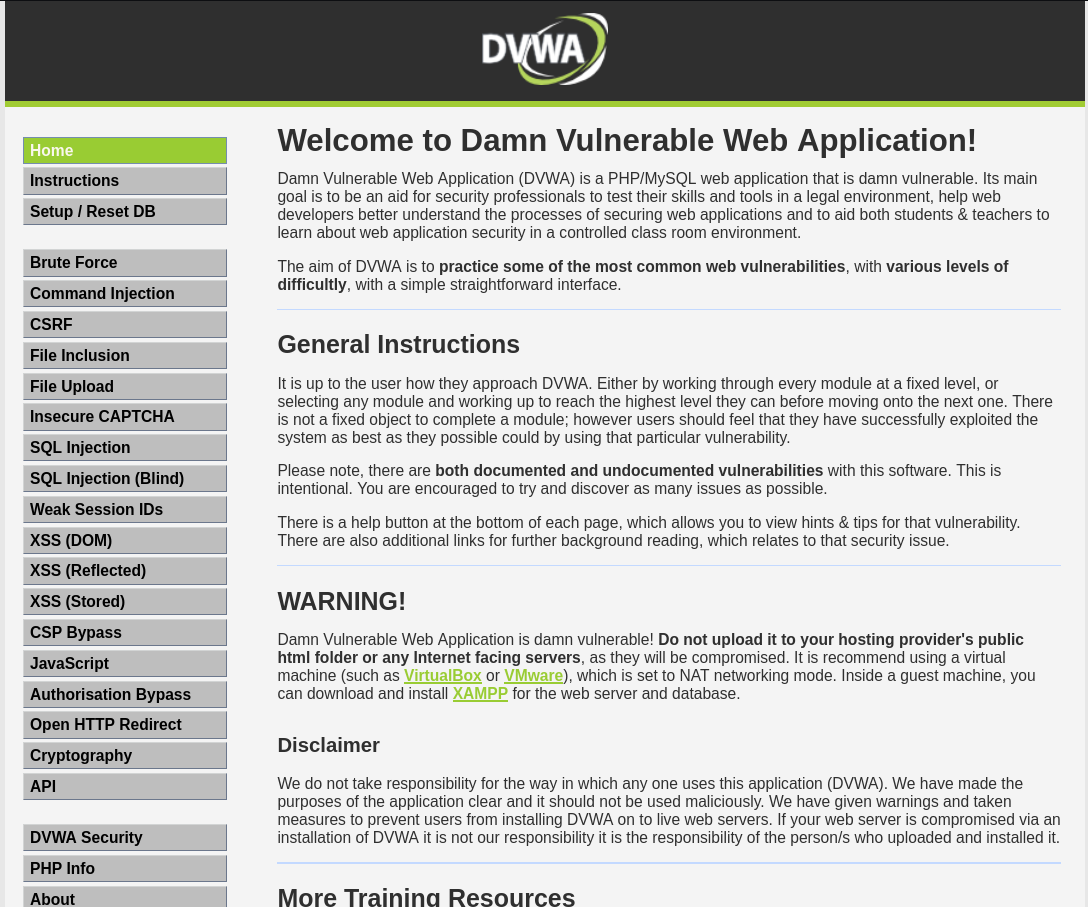 DVWA
Home
Instructions
Setup / Reset DB
Brute Force
Command Injection
CSRF
File Inclusion
File Upload
Insecure CAPTCHA
SQL Injection
SQL Injection (Blind)
Weak Session IDs
XSS (DOM)
XSS (Reflected)
XSS (Stored)
CSP Bypass
JavaScript
Authorisation Bypass
Open HTTP Redirect
Cryptography
API
DVWA Security
PHP Info
About
Welcome to Damn Vulnerable Web Application!
Damn Vulnerable Web Application (DVWA) is a PHP/MySQL web application that is damn vulnerable. Its main
goal is to be an aid for security professionals to test their skills and tools in a legal environment, help web
developers better understand the processes of securing web applications and to aid both students & teachers to
learn about web application security in a controlled class room environment.
The aim of DVWA is to practice some of the most common web vulnerabilities, with various levels of
difficultly, with a simple straightforward interface.
General Instructions
It is up to the user how they approach DVWA. Either by working through every module at a fixed level, or
selecting any module and working up to reach the highest level they can before moving onto the next one. There
is not a fixed object to complete a module; however users should feel that they have successfully exploited the
system as best as they possible could by using that particular vulnerability.
Please note, there are both documented and undocumented vulnerabilities with this software. This is
intentional. You are encouraged to try and discover as many issues as possible.
There is a help button at the bottom of each page, which allows you to view hints & tips for that vulnerability.
There are also additional links for further background reading, which relates to that security issue.
WARNING!
Damn Vulnerable Web Application is damn vulnerable! Do not upload it to your hosting provider's public
html folder or any Internet facing servers, as they will be compromised. It is recommend using a virtual
machine (such as VirtualBox or VMware), which is set to NAT networking mode. Inside a guest machine, you
can download and install XAMPP for the web server and database.
Disclaimer
We do not take responsibility for the way in which any one uses this application (DVWA). We have made the
purposes of the application clear and it should not be used maliciously. We have given warnings and taken
measures to prevent users from installing DVWA on to live web servers. If your web server is compromised via an
installation of DVWA it is not our responsibility it is the responsibility of the person/s who uploaded and installed it.
More Training Resources